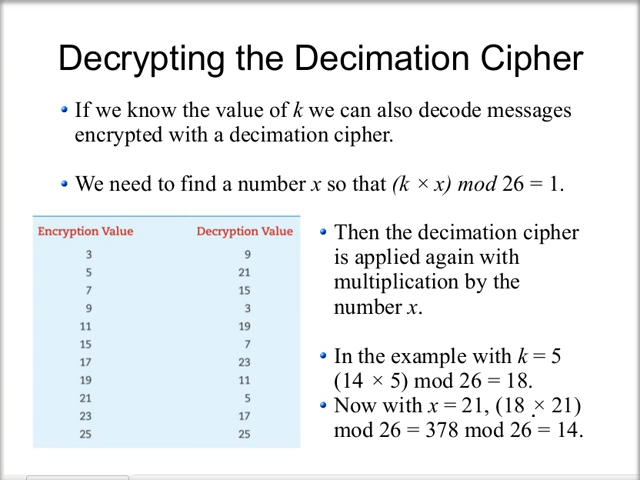 Decrypting the Decimation Cipher
• If we know the value of k we can also decode messages
encrypted with a decimation cipher.
• We need to find a number x so that (k × x) mod 26 = 1.
Encryption Value Decryption Value
3 9
5 21
7 15
9 3
11 19
15 7
17 23
19 11
21 5
23 17
25 25
• Then the decimation cipher
is applied again with
multiplication by the
number x.
• In the example with k = 5
(14 × 5) mod 26 = 18.
• Now with x = 21, (18 × 21)
mod 26 = 378 mod 26 = 14.